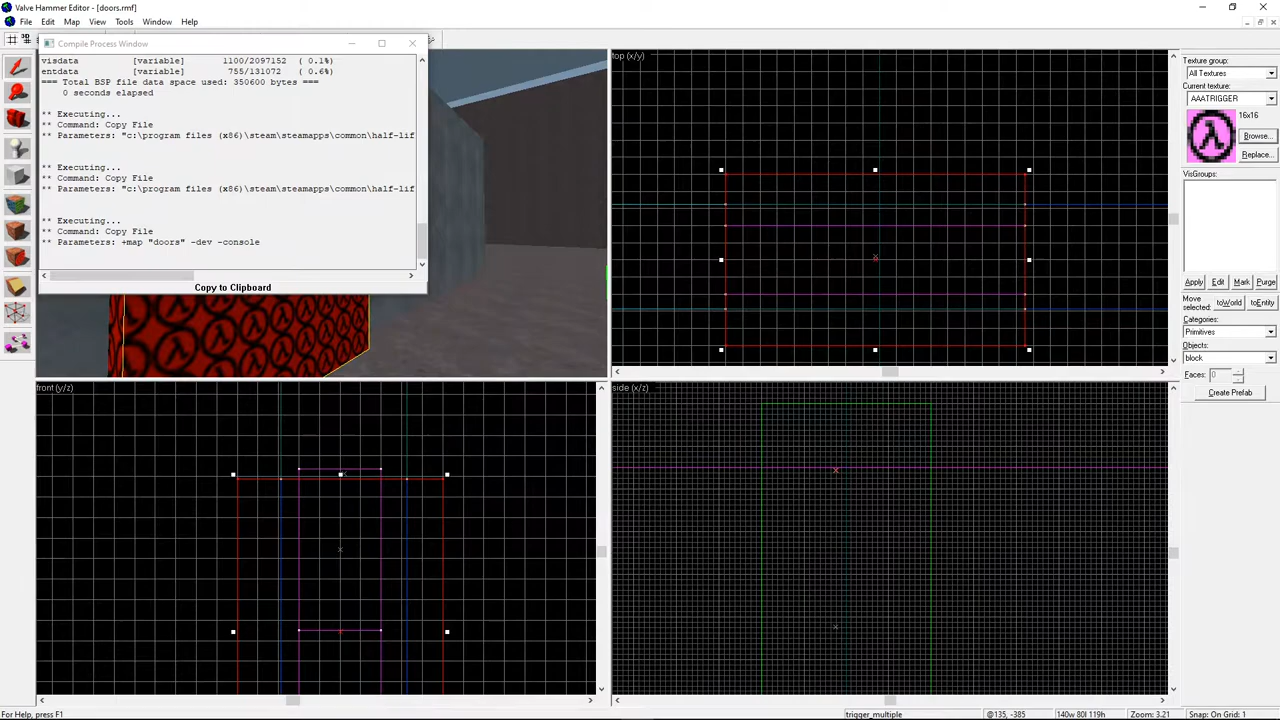 Valve Hammer Editor - [doors.rmf]
File Edit Map View Tools Window Help
Compile Process Window
visdata [variable] 1100/2097152 ( 0.1%)
entdata [variable] 755/131072 ( 0.6%)
=== Total BSP file data space used: 350600 bytes ===
0 seconds elapsed
** Executing...
** Command: Copy File
** Parameters: "c:\program files (x86)\steam\steamapps\common\half-lif
** Executing...
** Command: Copy File
** Parameters: "c:\program files (x86)\steam\steamapps\common\half-lif
** Executing...
** Command: Copy File
** Parameters: +map "doors" -dev -console
Copy to Clipboard
top (x/y)
front (y/z)
side (x/z)
Texture group:
All Textures
Current texture:
AAATRIGGER
16x16
Browse...
Replace...
VisGroups:
Apply Edit Mark Purge
Move selected:
toWorld toEntity
Categories:
Primitives
Objects:
block
Faces: 0
Create Prefab
For Help, press F1
trigger_multiple
@135, -385
140w 80l 119h
Zoom: 3.21
Snap: On Grid: 1